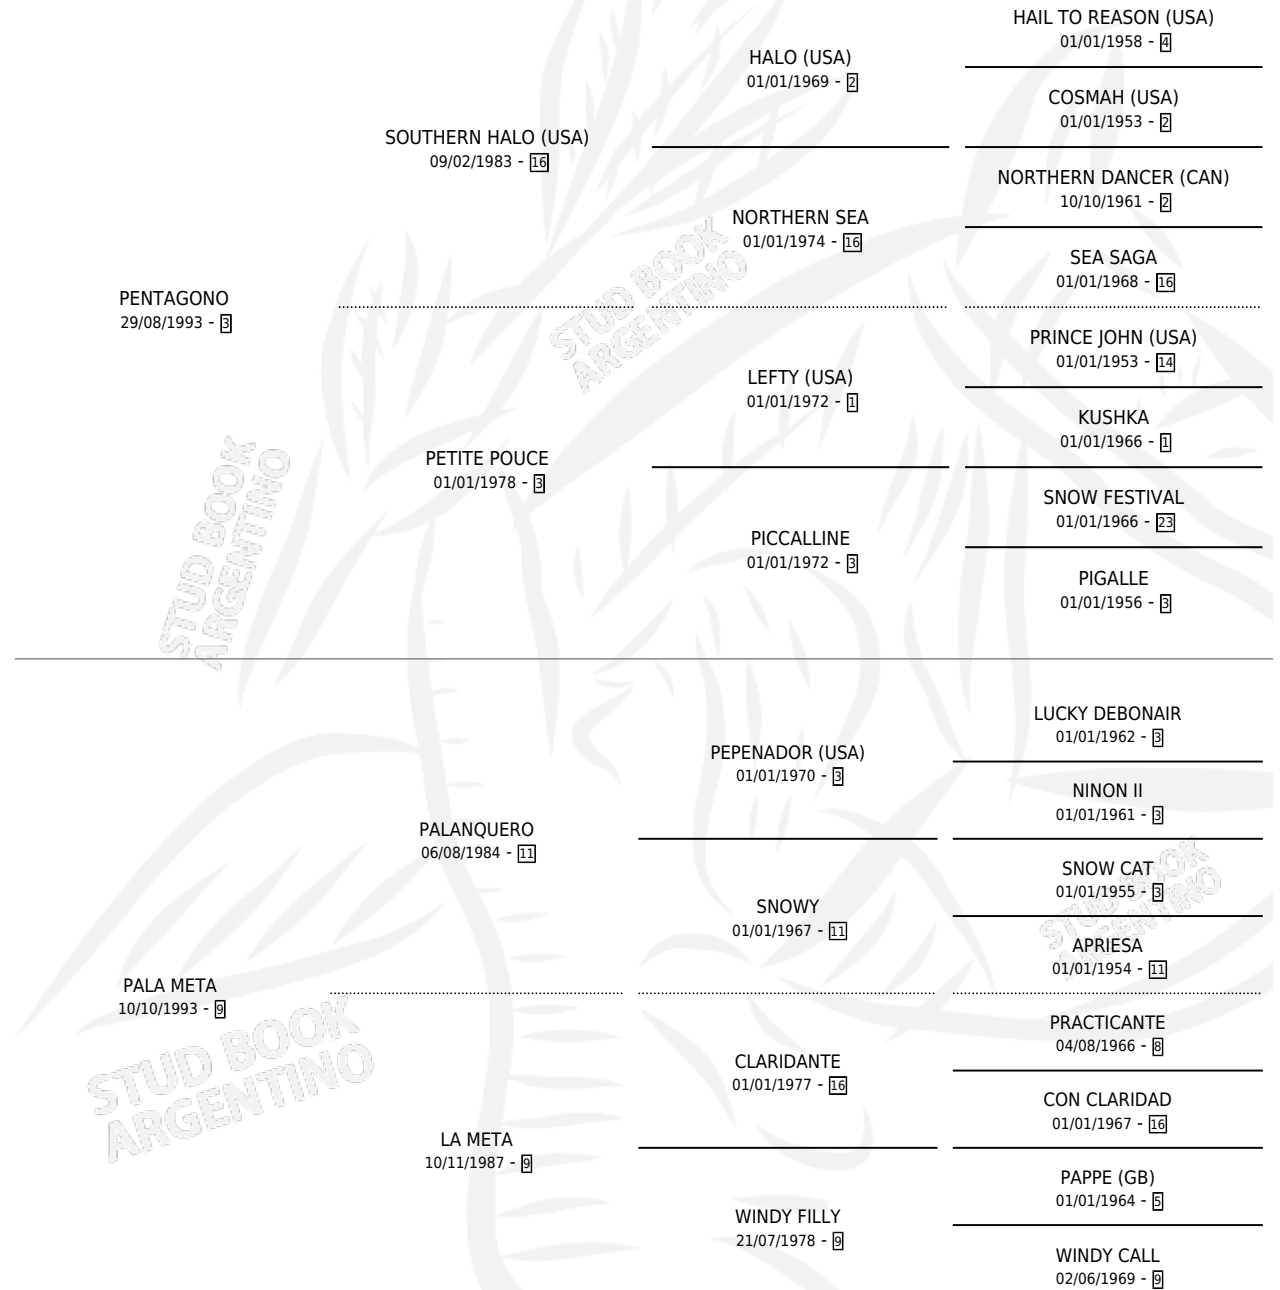 HAIL TO REASON (USA)
01/01/1958 - 4
HALO (USA)
01/01/1969 - 2
COSMAH (USA)
01/01/1953 - 2
SOUTHERN HALO (USA)
09/02/1983 - 16
NORTHERN DANCER (CAN)
10/10/1961 - 2
NORTHERN SEA
01/01/1974 - 16
SEA SAGA
01/01/1968 - 16
PENTAGONO
29/08/1993 - 3
PRINCE JOHN (USA)
01/01/1953 - 14
LEFTY (USA)
01/01/1972 - 1
KUSHKA
01/01/1966 - 1
PETITE POUCE
01/01/1978 - 3
SNOW FESTIVAL
01/01/1966 - 23
PICCALLINE
01/01/1972 - 3
PIGALLE
01/01/1956 - 3
LUCKY DEBONAIR
01/01/1962 - 3
PEPENADOR (USA)
01/01/1970 - 3
NINON II
01/01/1961 - 3
PALANQUERO
06/08/1984 - 11
SNOW CAT
01/01/1955 - 3
SNOWY
01/01/1967 - 11
APRIESA
01/01/1954 - 11
PALA META
10/10/1993 - 9
PRACTICANTE
04/08/1966 - 8
CLARIDANTE
01/01/1977 - 16
CON CLARIDAD
01/01/1967 - 16
LA META
10/11/1987 - 9
PAPPE (GB)
01/01/1964 - 5
WINDY FILLY
21/07/1978 - 9
WINDY CALL
02/06/1969 - 9
STUD BOOK
ARGENTINO
STUD BOOK
ARGENTINO
STUD BOOK
ARGENTINO
STUD BOOK
ARGENTINO